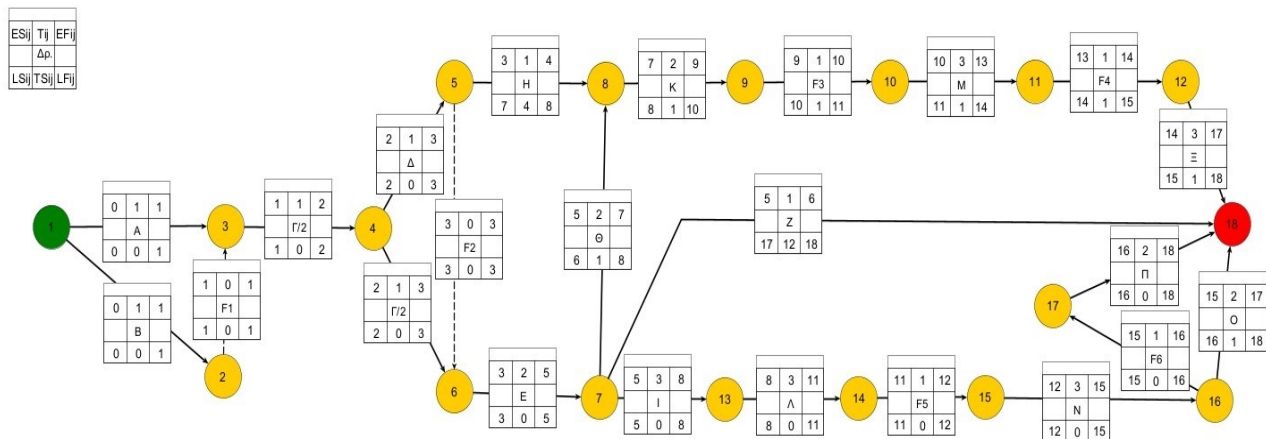 ESij Tij EFij
Δρ.
LSij TSij LFij
1
0 1 1
A
0 0 1
0 1 1
B
0 0 1
2
1 0 1
F1
1 0 1
3
1 1 2
Γ/2
1 0 2
4
2 1 3
Δ
2 0 3
2 1 3
Γ/2
2 0 3
5
3 0 3
F2
3 0 3
6
3 1 4
H
7 4 8
3 2 5
E
3 0 5
8
5 2 7
Θ
6 1 8
7
7 2 9
K
8 1 10
5 1 6
Z
17 12 18
5 3 8
I
5 0 8
9
9 1 10
F3
10 1 11
10
10 3 13
M
11 1 14
11
13 1 14
F4
14 1 15
12
14 3 17
Ξ
15 1 18
18
13
8 3 11
Λ
8 0 11
14
11 1 12
F5
11 0 12
15
12 3 15
N
12 0 15
16
15 1 16
F6
15 0 16
17
16 2 18
Π
16 0 18
15 2 17
O
16 1 18